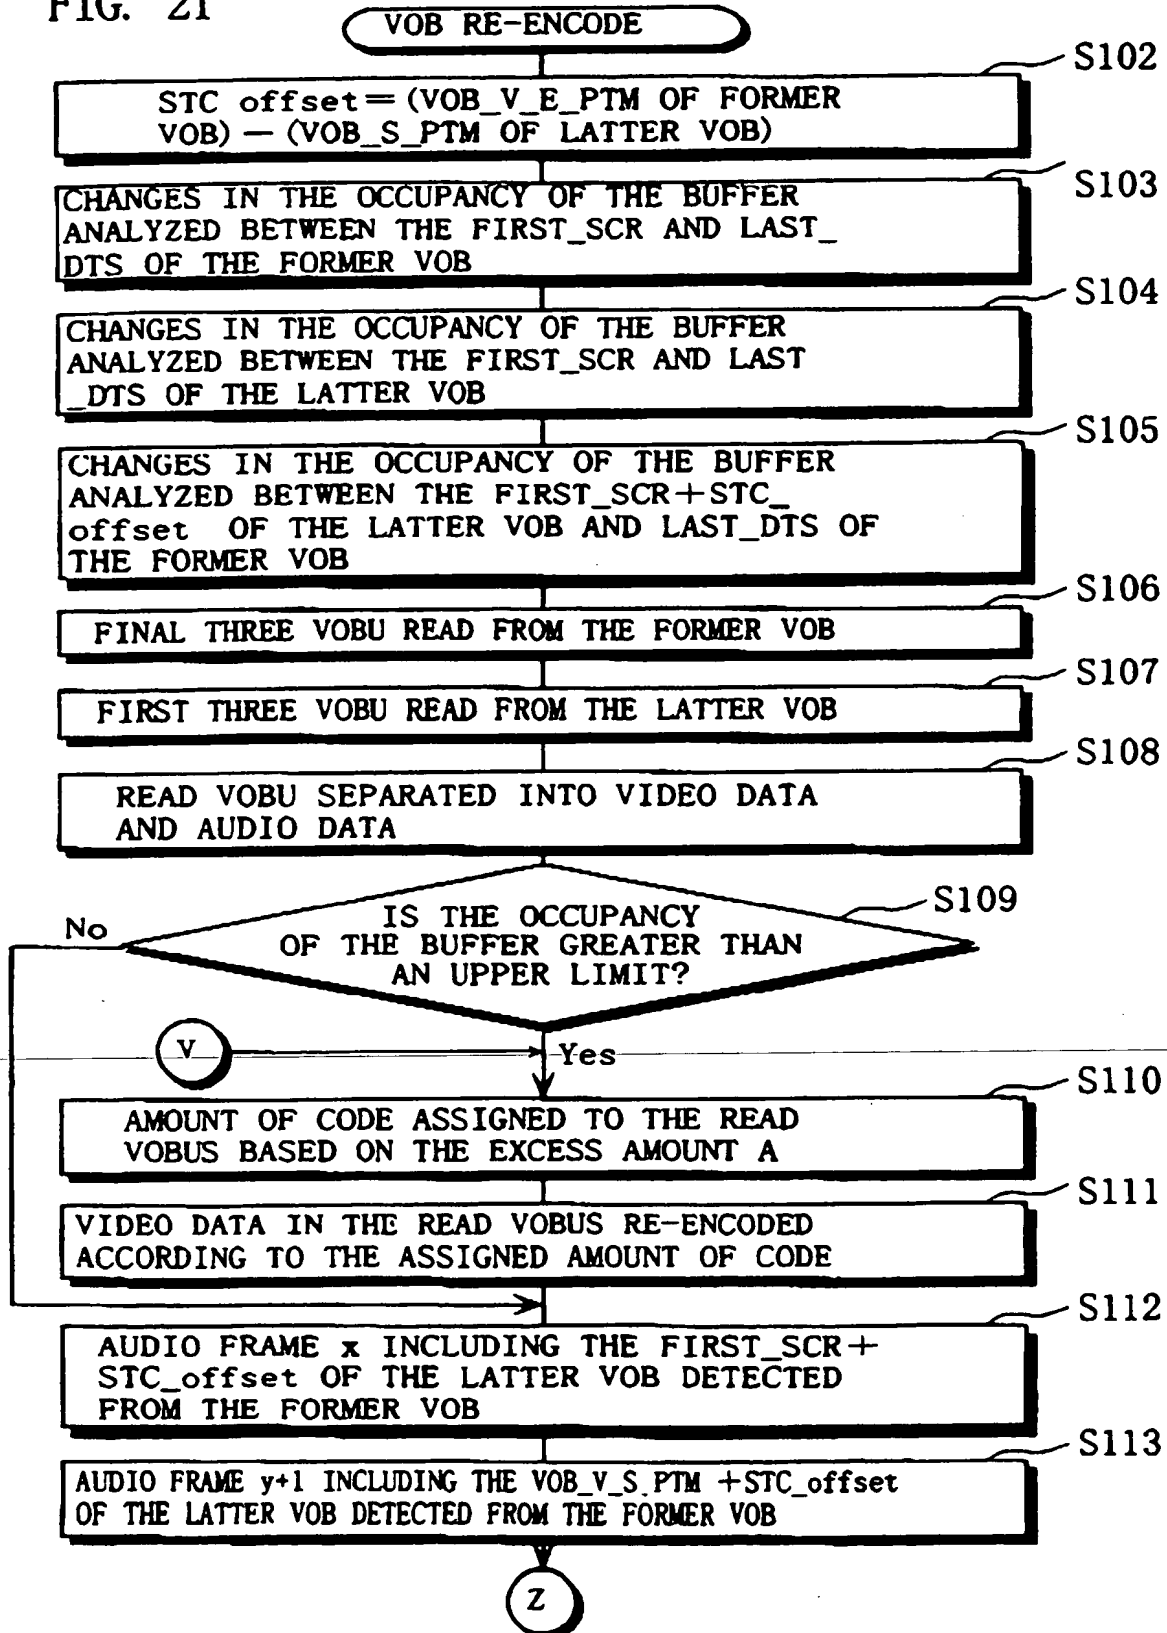 FIG. 21
VOB RE-ENCODE
S102
STC offset=(VOB_V_E_PTM OF FORMER
VOB)−(VOB_S_PTM OF LATTER VOB)
S103
CHANGES IN THE OCCUPANCY OF THE BUFFER
ANALYZED BETWEEN THE FIRST_SCR AND LAST_
DTS OF THE FORMER VOB
S104
CHANGES IN THE OCCUPANCY OF THE BUFFER
ANALYZED BETWEEN THE FIRST_SCR AND LAST
_DTS OF THE LATTER VOB
S105
CHANGES IN THE OCCUPANCY OF THE BUFFER
ANALYZED BETWEEN THE FIRST_SCR+STC_
offset OF THE LATTER VOB AND LAST_DTS OF
THE FORMER VOB
S106
FINAL THREE VOBU READ FROM THE FORMER VOB
S107
FIRST THREE VOBU READ FROM THE LATTER VOB
S108
READ VOBU SEPARATED INTO VIDEO DATA
AND AUDIO DATA
S109
No
IS THE OCCUPANCY
OF THE BUFFER GREATER THAN
AN UPPER LIMIT?
V
Yes
S110
AMOUNT OF CODE ASSIGNED TO THE READ
VOBUS BASED ON THE EXCESS AMOUNT A
S111
VIDEO DATA IN THE READ VOBUS RE-ENCODED
ACCORDING TO THE ASSIGNED AMOUNT OF CODE
S112
AUDIO FRAME x INCLUDING THE FIRST_SCR+
STC_offset OF THE LATTER VOB DETECTED
FROM THE FORMER VOB
S113
AUDIO FRAME y+1 INCLUDING THE VOB_V_S_PTM +STC_offset
OF THE LATTER VOB DETECTED FROM THE FORMER VOB
Z